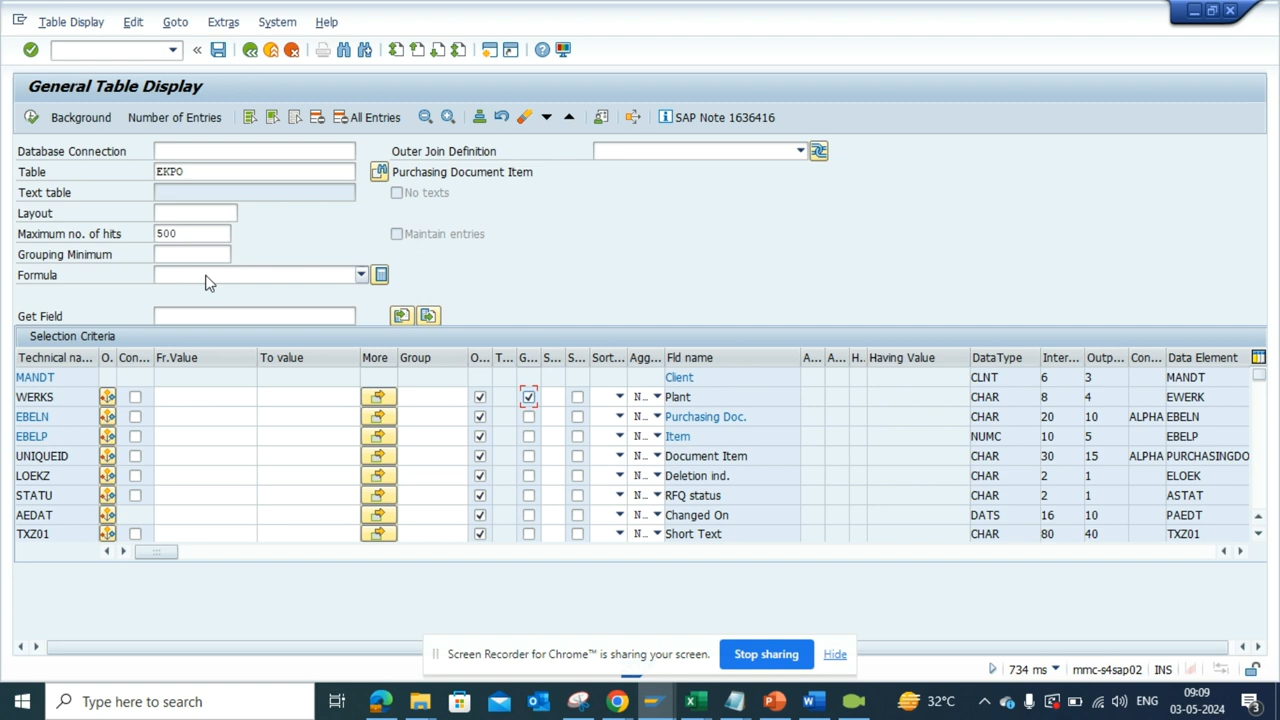 Table Display Edit Goto Extras System Help
General Table Display
Background Number of Entries All Entries SAP Note 1636416
Database Connection Outer Join Definition
Table EKPO Purchasing Document Item
Text table No texts
Layout
Maximum no. of hits 500 Maintain entries
Grouping Minimum
Formula
Get Field
Selection Criteria
Technical na... O. Con... Fr.Value To value More Group O... T... G... S... S... Sort... Agg... Fld name A... A... H. Having Value DataType Inter... Outp... Con... Data Element
MANDT Client CLNT 6 3 MANDT
WERKS N... Plant CHAR 8 4 EWERK
EBELN N... Purchasing Doc. CHAR 20 10 ALPHA EBELN
EBELP N... Item NUMC 10 5 EBELP
UNIQUEID N... Document Item CHAR 30 15 ALPHA PURCHASINGDO
LOEKZ N... Deletion ind. CHAR 2 1 ELOEK
STATU N... RFQ status CHAR 2 1 ASTAT
AEDAT N... Changed On DATS 16 10 PAEDT
TXZ01 N... Short Text CHAR 80 40 TXZ01
Screen Recorder for Chrome™ is sharing your screen. Stop sharing Hide
734 ms mmc-s4sap02 INS
Type here to search 32°C ENG 09:09
03-05-2024 3